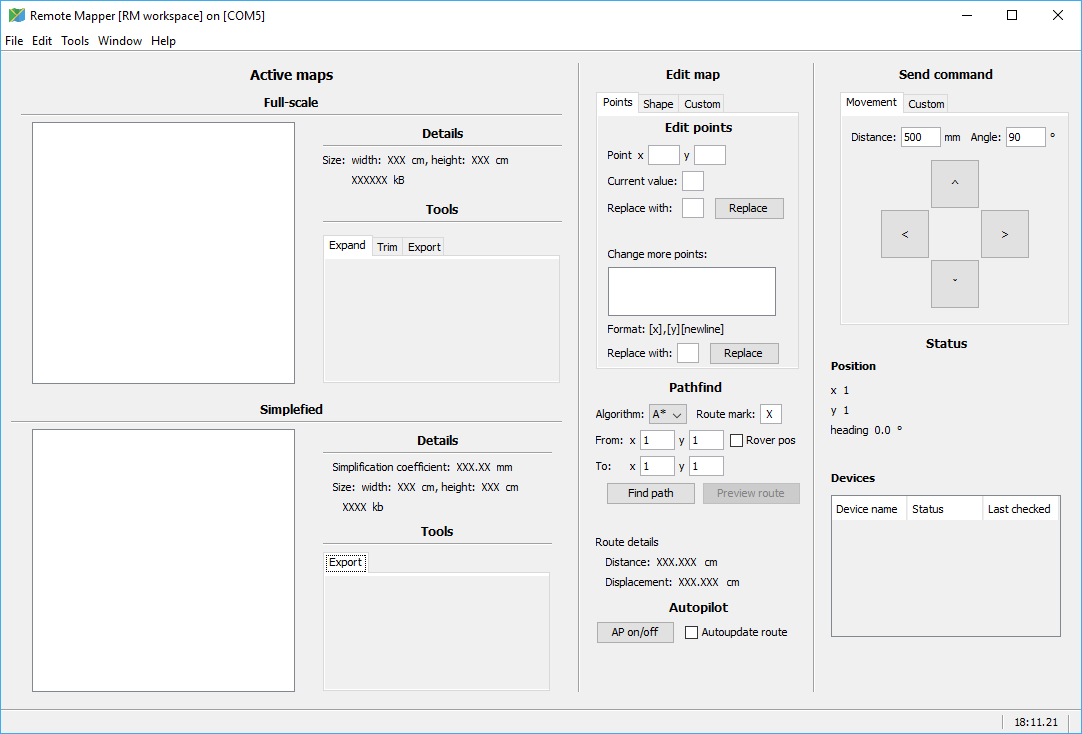 Remote Mapper [RM workspace] on [COM5]
File Edit Tools Window Help
Active maps
Full-scale
Details
Size: width: XXX cm, height: XXX cm
XXXXXX kB
Tools
Expand Trim Export
Simplefied
Details
Simplification coefficient: XXX.XX mm
Size: width: XXX cm, height: XXX cm
XXXX kb
Tools
Export
Edit map
Points Shape Custom
Edit points
Point x y
Current value:
Replace with: Replace
Change more points:
Format: [x],[y][newline]
Replace with: Replace
Pathfind
Algorithm: A* Route mark: X
From: x 1 y 1 Rover pos
To: x 1 y 1
Find path Preview route
Route details
Distance: XXX.XXX cm
Displacement: XXX.XXX cm
Autopilot
AP on/off Autoupdate route
Send command
Movement Custom
Distance: 500 mm Angle: 90 °
^
< >
ˇ
Status
Position
x 1
y 1
heading 0.0 °
Devices
Device name Status Last checked
18:11.21